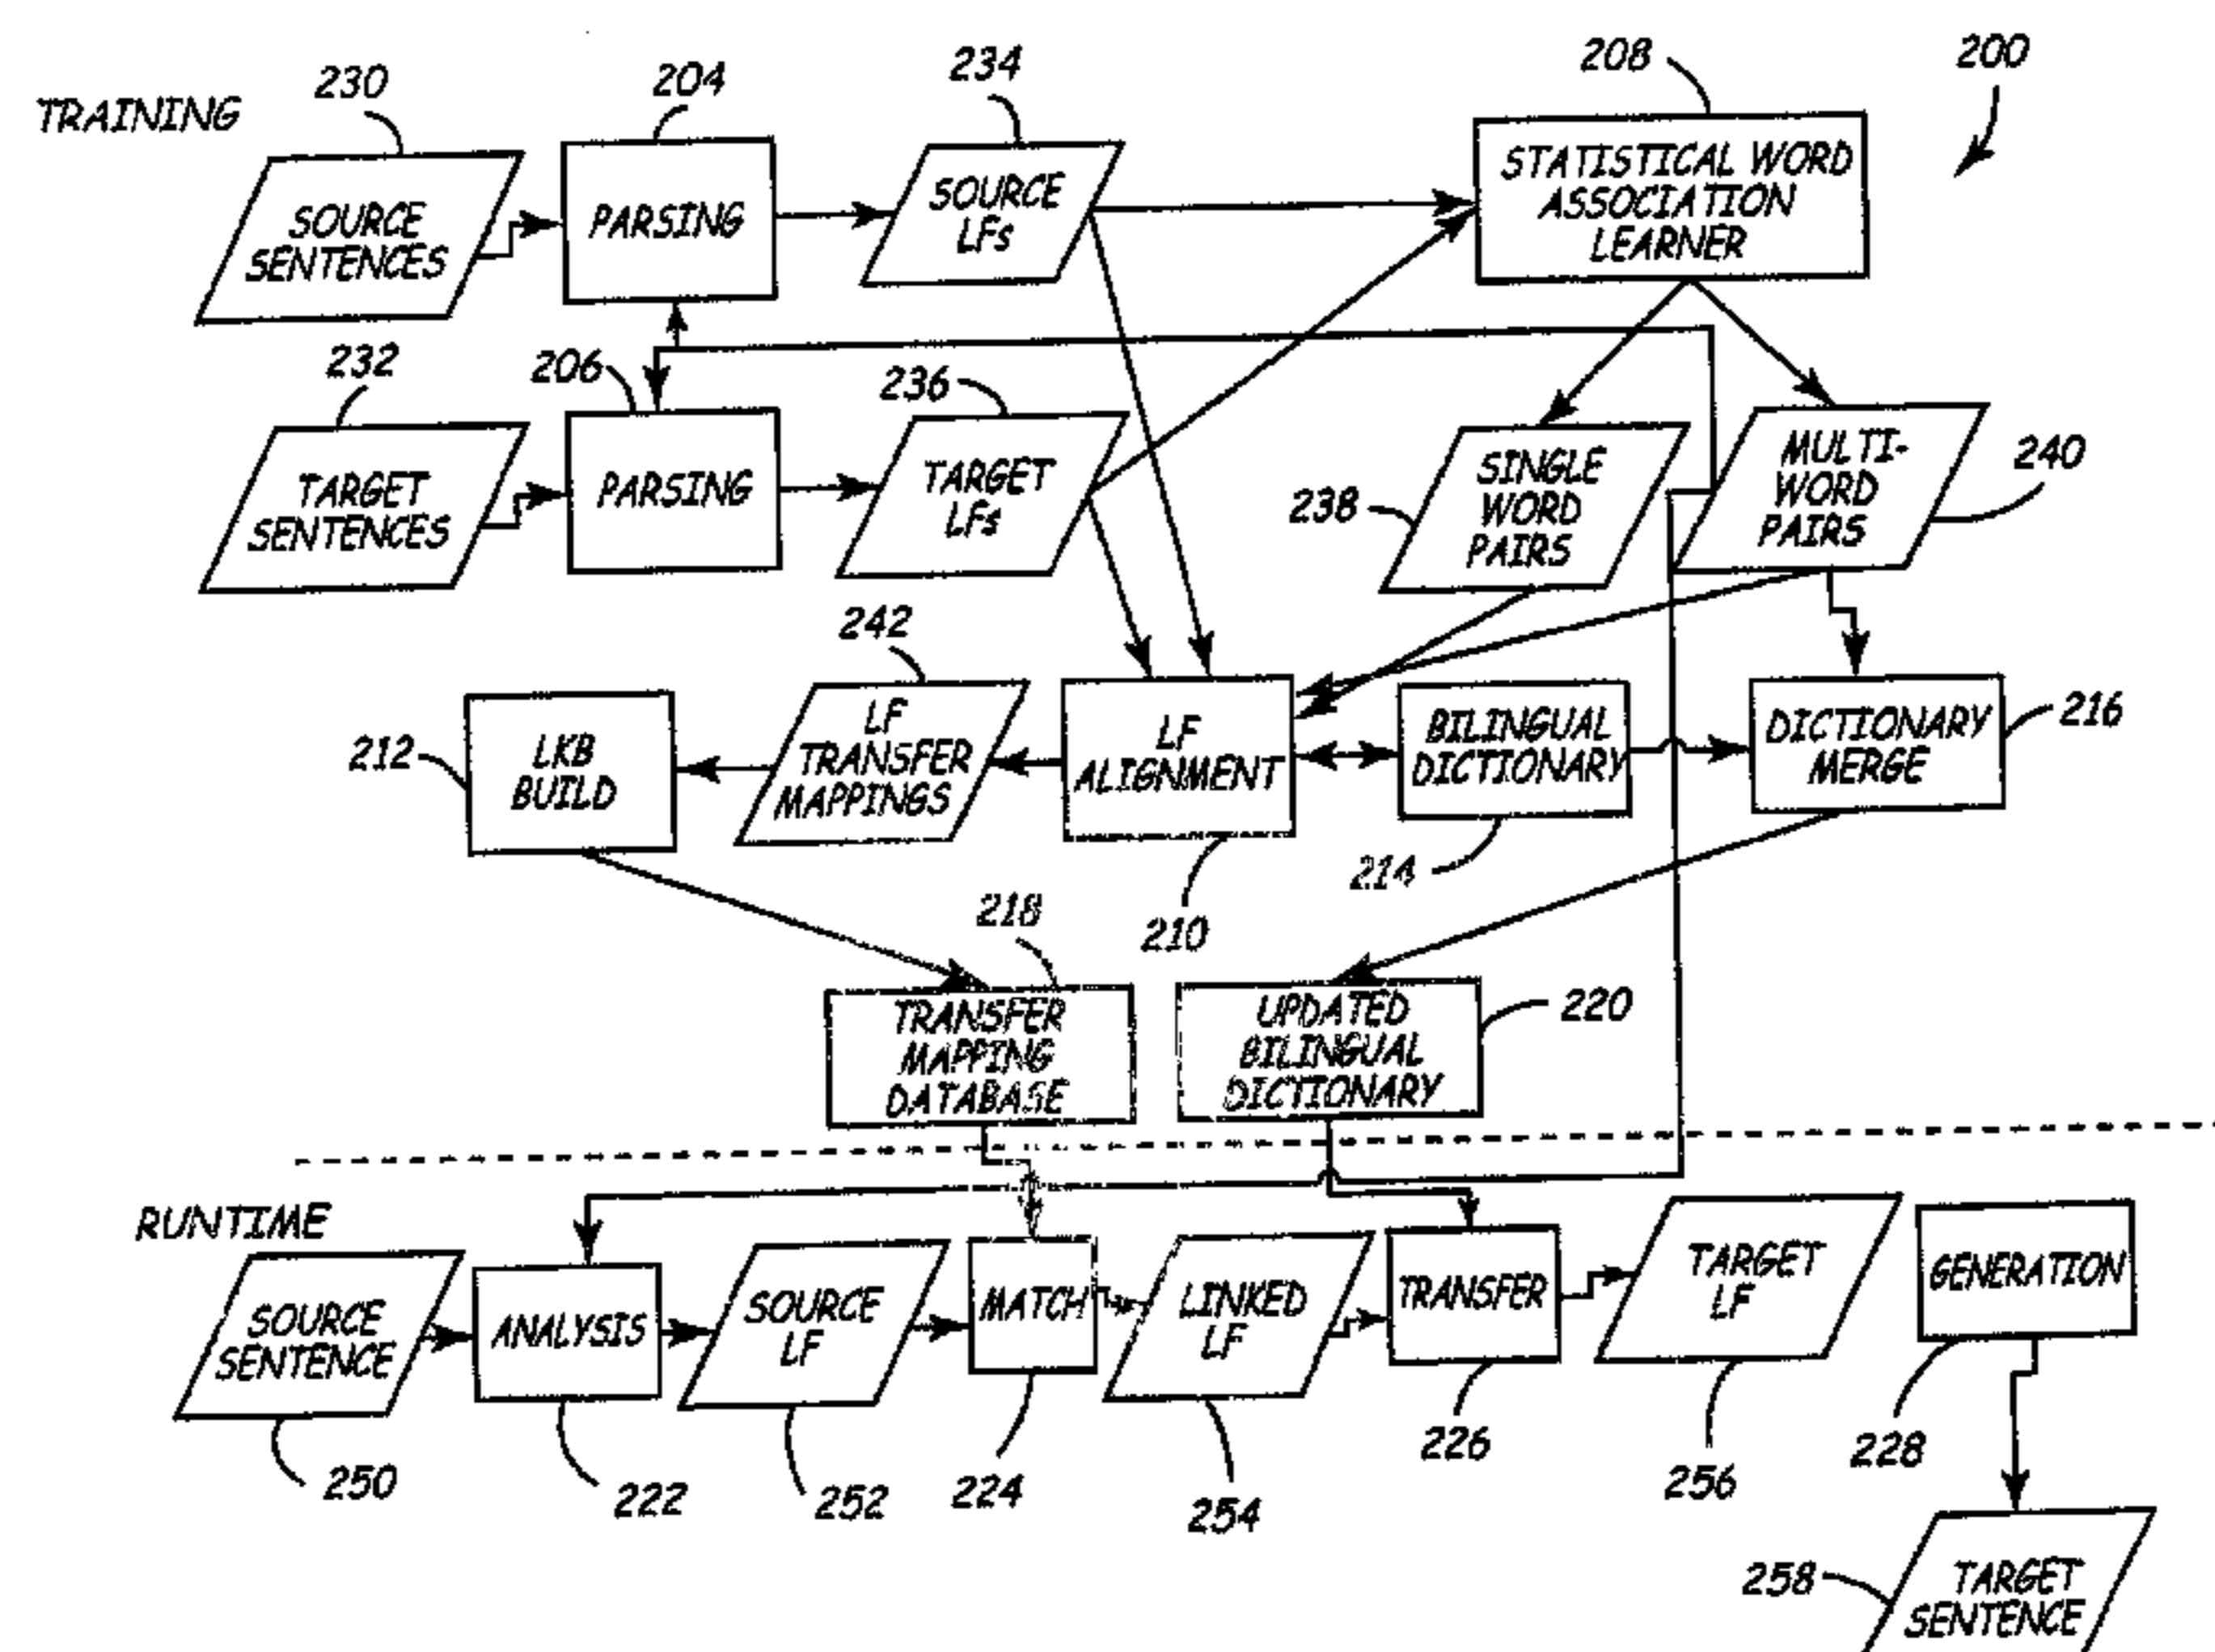 TRAINING
230
204
234
208
200
SOURCE
SENTENCES
PARSING
SOURCE
LFs
STATISTICAL WORD
ASSOCIATION
LEARNER
232
206
236
TARGET
SENTENCES
PARSING
TARGET
LFs
238
SINGLE
WORD
PAIRS
MULTI-
WORD
PAIRS
240
242
212
LKB
BUILD
LF
TRANSFER
MAPPINGS
LF
ALIGNMENT
BILINGUAL
DICTIONARY
DICTIONARY
MERGE
216
214
210
218
TRANSFER
MAPPING
DATABASE
UPDATED
BILINGUAL
DICTIONARY
220
RUNTIME
SOURCE
SENTENCE
ANALYSIS
SOURCE
LF
MATCH
LINKED
LF
TRANSFER
TARGET
LF
GENERATION
250
222
252
224
254
226
256
228
258
TARGET
SENTENCE